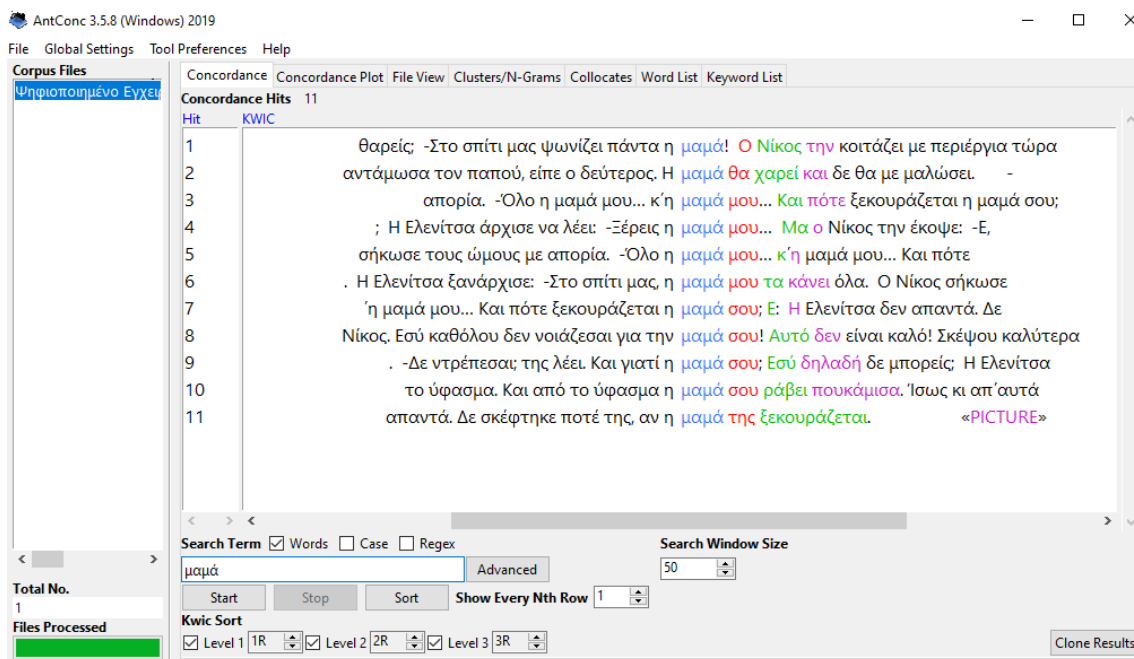 AntConc 3.5.8 (Windows) 2019
File Global Settings Tool Preferences Help
Corpus Files
Ψηφιοποιημένο Εγχει
Concordance Concordance Plot File View Clusters/N-Grams Collocates Word List Keyword List
Concordance Hits 11
Hit KWIC
1 θαρείς; -Στο σπίτι μας ψωνίζει πάντα η μαμά! Ο Νίκος την κοιτάζει με περιέργια τώρα
2 αντάμωσα τον παπού, είπε ο δεύτερος. Η μαμά θα χαρεί και δε θα με μαλώσει. -
3 απορία. -Όλο η μαμά μου... κ΄η μαμά μου... Και πότε ξεκουράζεται η μαμά σου;
4 ; Η Ελενίτσα άρχισε να λέει: -Ξέρεις η μαμά μου... Μα ο Νίκος την έκοψε: -Ε,
5 σήκωσε τους ώμους με απορία. -Όλο η μαμά μου... κ΄η μαμά μου... Και πότε
6 . Η Ελενίτσα ξανάρχισε: -Στο σπίτι μας, η μαμά μου τα κάνει όλα. Ο Νίκος σήκωσε
7 ΄η μαμά μου... Και πότε ξεκουράζεται η μαμά σου; Ε: Η Ελενίτσα δεν απαντά. Δε
8 Νίκος. Εσύ καθόλου δεν νοιάζεσαι για την μαμά σου! Αυτό δεν είναι καλό! Σκέψου καλύτερα
9 . -Δε ντρέπεσαι; της λέει. Και γιατί η μαμά σου; Εσύ δηλαδή δε μπορείς; Η Ελενίτσα
10 το ύφασμα. Και από το ύφασμα η μαμά σου ράβει πουκάμισα. Ίσως κι απ΄αυτά
11 απαντά. Δε σκέφτηκε ποτέ της, αν η μαμά της ξεκουράζεται. «PICTURE»
Search Term Words Case Regex Search Window Size
μαμά Advanced 50
Total No.
1
Start Stop Sort Show Every Nth Row 1
Files Processed
Kwic Sort
Level 1 1R Level 2 2R Level 3 3R Clone Results